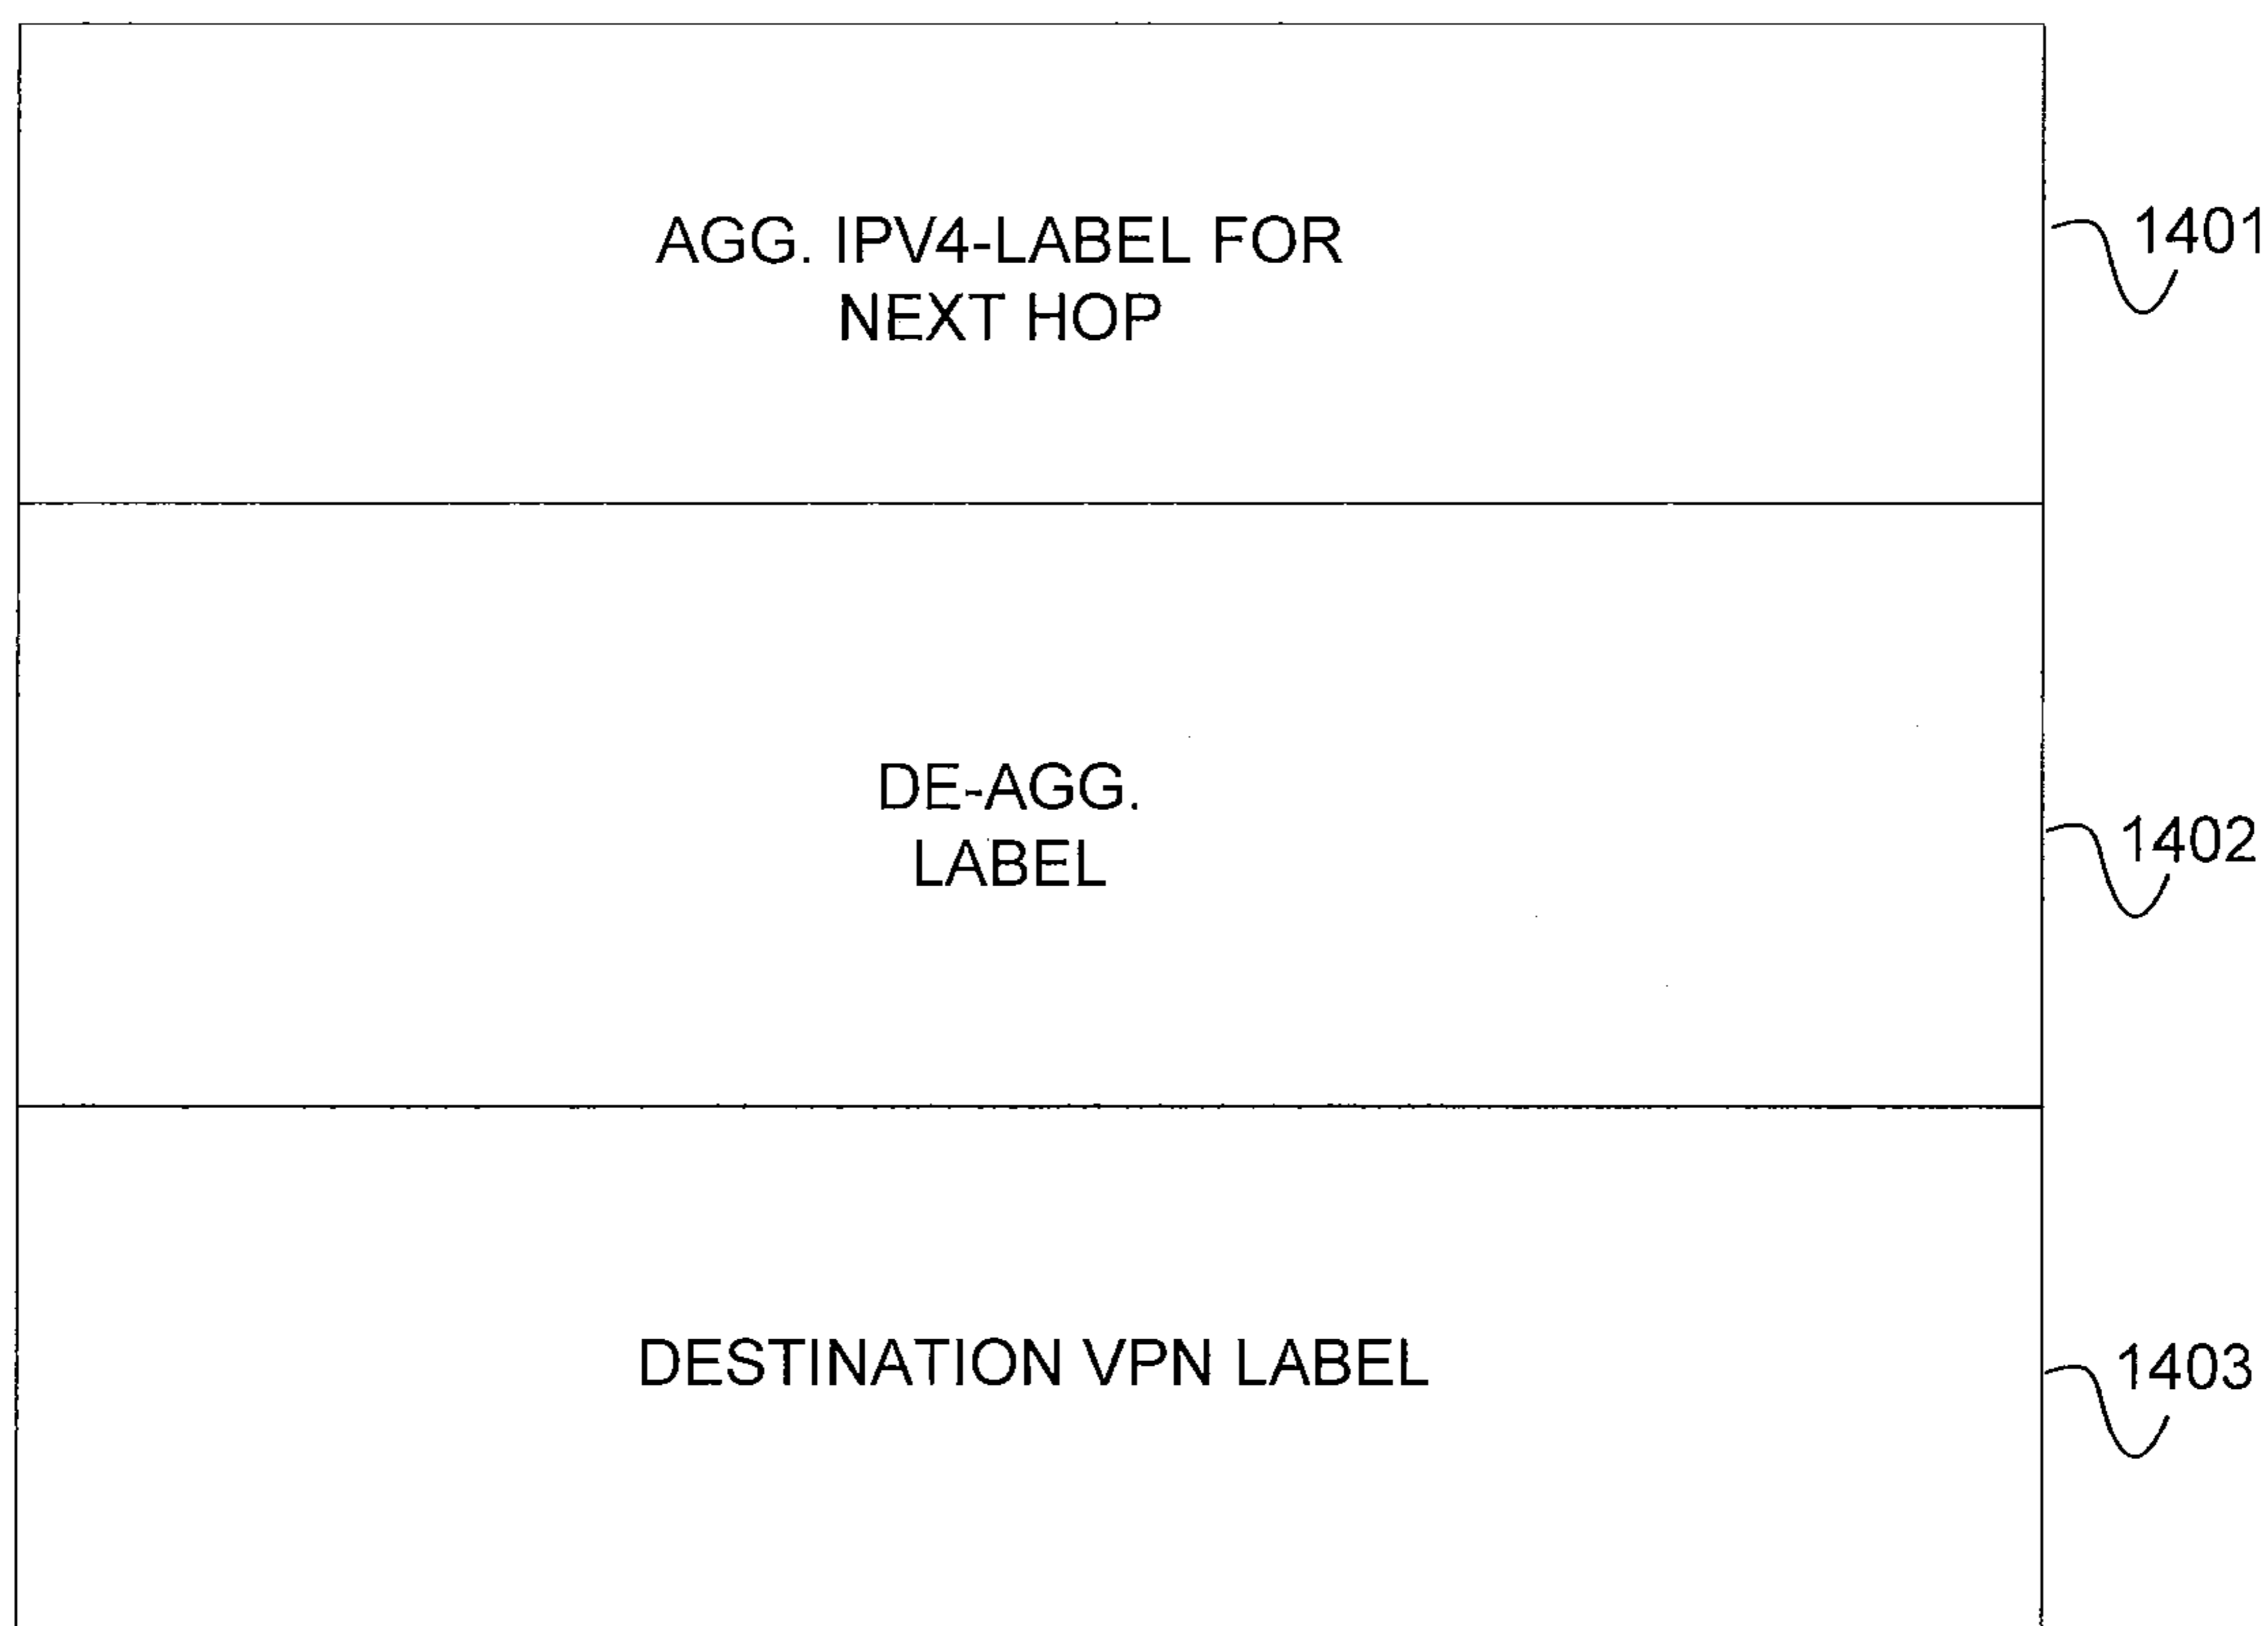 AGG. IPV4-LABEL FOR
NEXT HOP
1401
DE-AGG.
LABEL
1402
DESTINATION VPN LABEL
1403